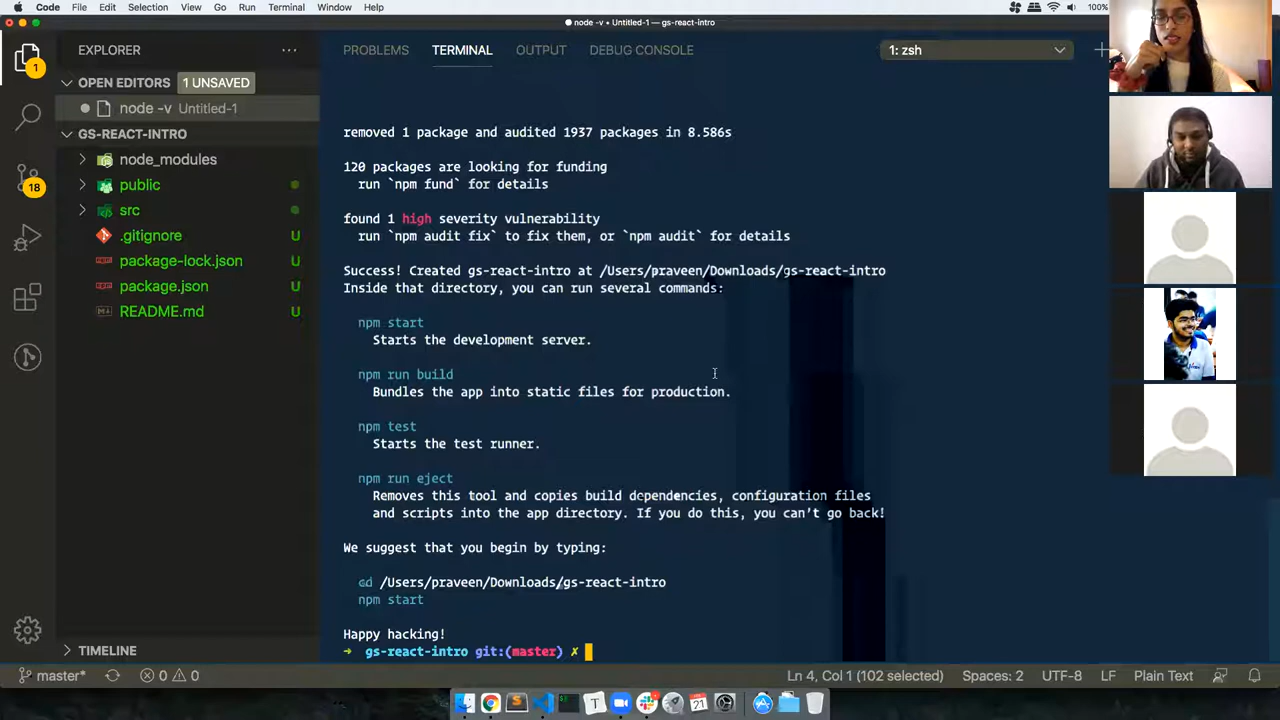 Code File Edit Selection View Go Run Terminal Window Help 100%
node -v • Untitled-1 — gs-react-intro
EXPLORER
PROBLEMS TERMINAL OUTPUT DEBUG CONSOLE 1: zsh
1
OPEN EDITORS 1 UNSAVED
node -v Untitled-1
GS-REACT-INTRO
node_modules
public
18
src
.gitignore U
package-lock.json U
package.json U
README.md U
removed 1 package and audited 1937 packages in 8.586s
120 packages are looking for funding
run `npm fund` for details
found 1 high severity vulnerability
run `npm audit fix` to fix them, or `npm audit` for details
Success! Created gs-react-intro at /Users/praveen/Downloads/gs-react-intro
Inside that directory, you can run several commands:
npm start
Starts the development server.
npm run build
Bundles the app into static files for production.
npm test
Starts the test runner.
npm run eject
Removes this tool and copies build dependencies, configuration files
and scripts into the app directory. If you do this, you can’t go back!
We suggest that you begin by typing:
cd /Users/praveen/Downloads/gs-react-intro
npm start
Happy hacking!
➜ gs-react-intro git:(master) ✗
TIMELINE
master* 0 0 Ln 4, Col 1 (102 selected) Spaces: 2 UTF-8 LF Plain Text
21